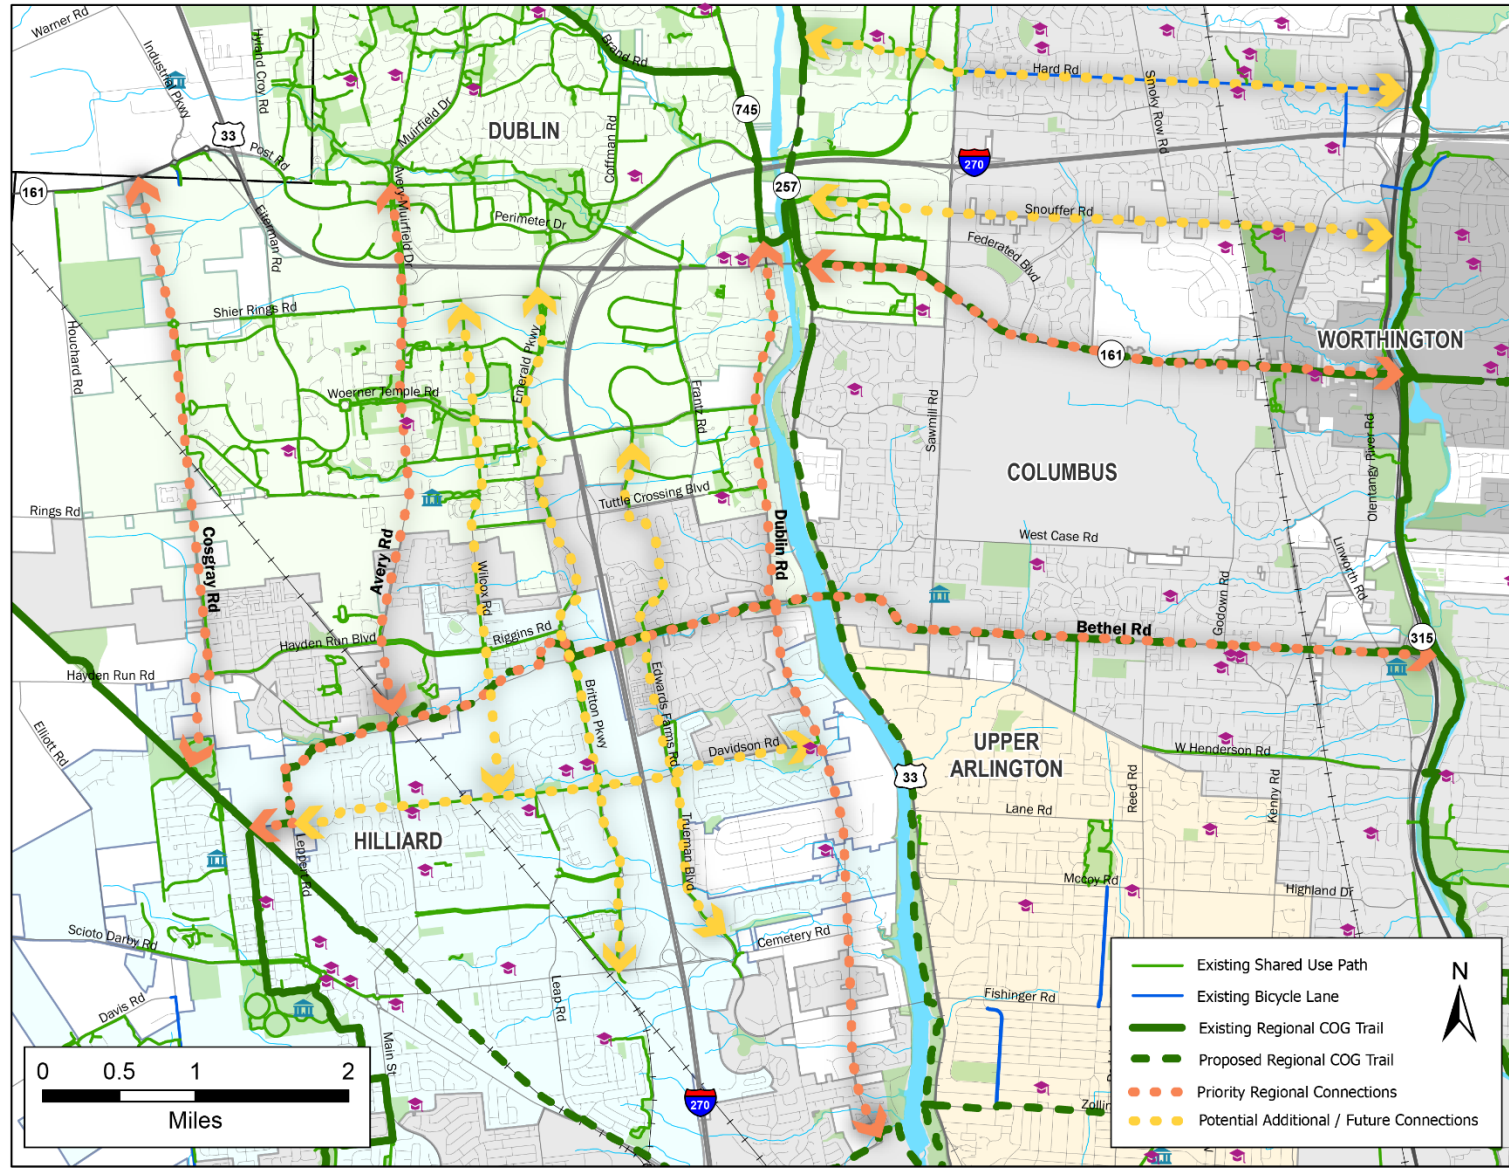 Warner Rd
Industrial Pkwy
Hyland Croy Rd
Brand Rd
Hard Rd
Smoky Row Rd
745
33
DUBLIN
Muirfield Dr
Coffman Rd
Post Rd
270
161
257
Avery-Muirfield Dr
Perimeter Dr
Eiterman Rd
Snouffer Rd
Federated Blvd
Shier Rings Rd
Houchard Rd
Emerald Pkwy
WORTHINGTON
161
Woerner Temple Rd
Frantz Rd
Sawmill Rd
Olentangy River Rd
COLUMBUS
Tuttle Crossing Blvd
Rings Rd
Cosgray Rd
Avery Rd
Dublin Rd
West Case Rd
Linworth Rd
Wilcox Rd
Godown Rd
Riggins Rd
Hayden Run Blvd
Bethel Rd
315
Hayden Run Rd
Edwards Farms Rd
Britton Pkwy
Elliott Rd
Davidson Rd
UPPER
ARLINGTON
W Henderson Rd
33
Reed Rd
Kenny Rd
Lane Rd
HILLIARD
Leppert Rd
Trueman Blvd
Mccoy Rd
Highland Dr
Scioto Darby Rd
Cemetery Rd
Leap Rd
Fishinger Rd
Davis Rd
Main St
270
0 0.5 1 2
Miles
Existing Shared Use Path
Existing Bicycle Lane
Existing Regional COG Trail
Proposed Regional COG Trail
Priority Regional Connections
Potential Additional / Future Connections
N